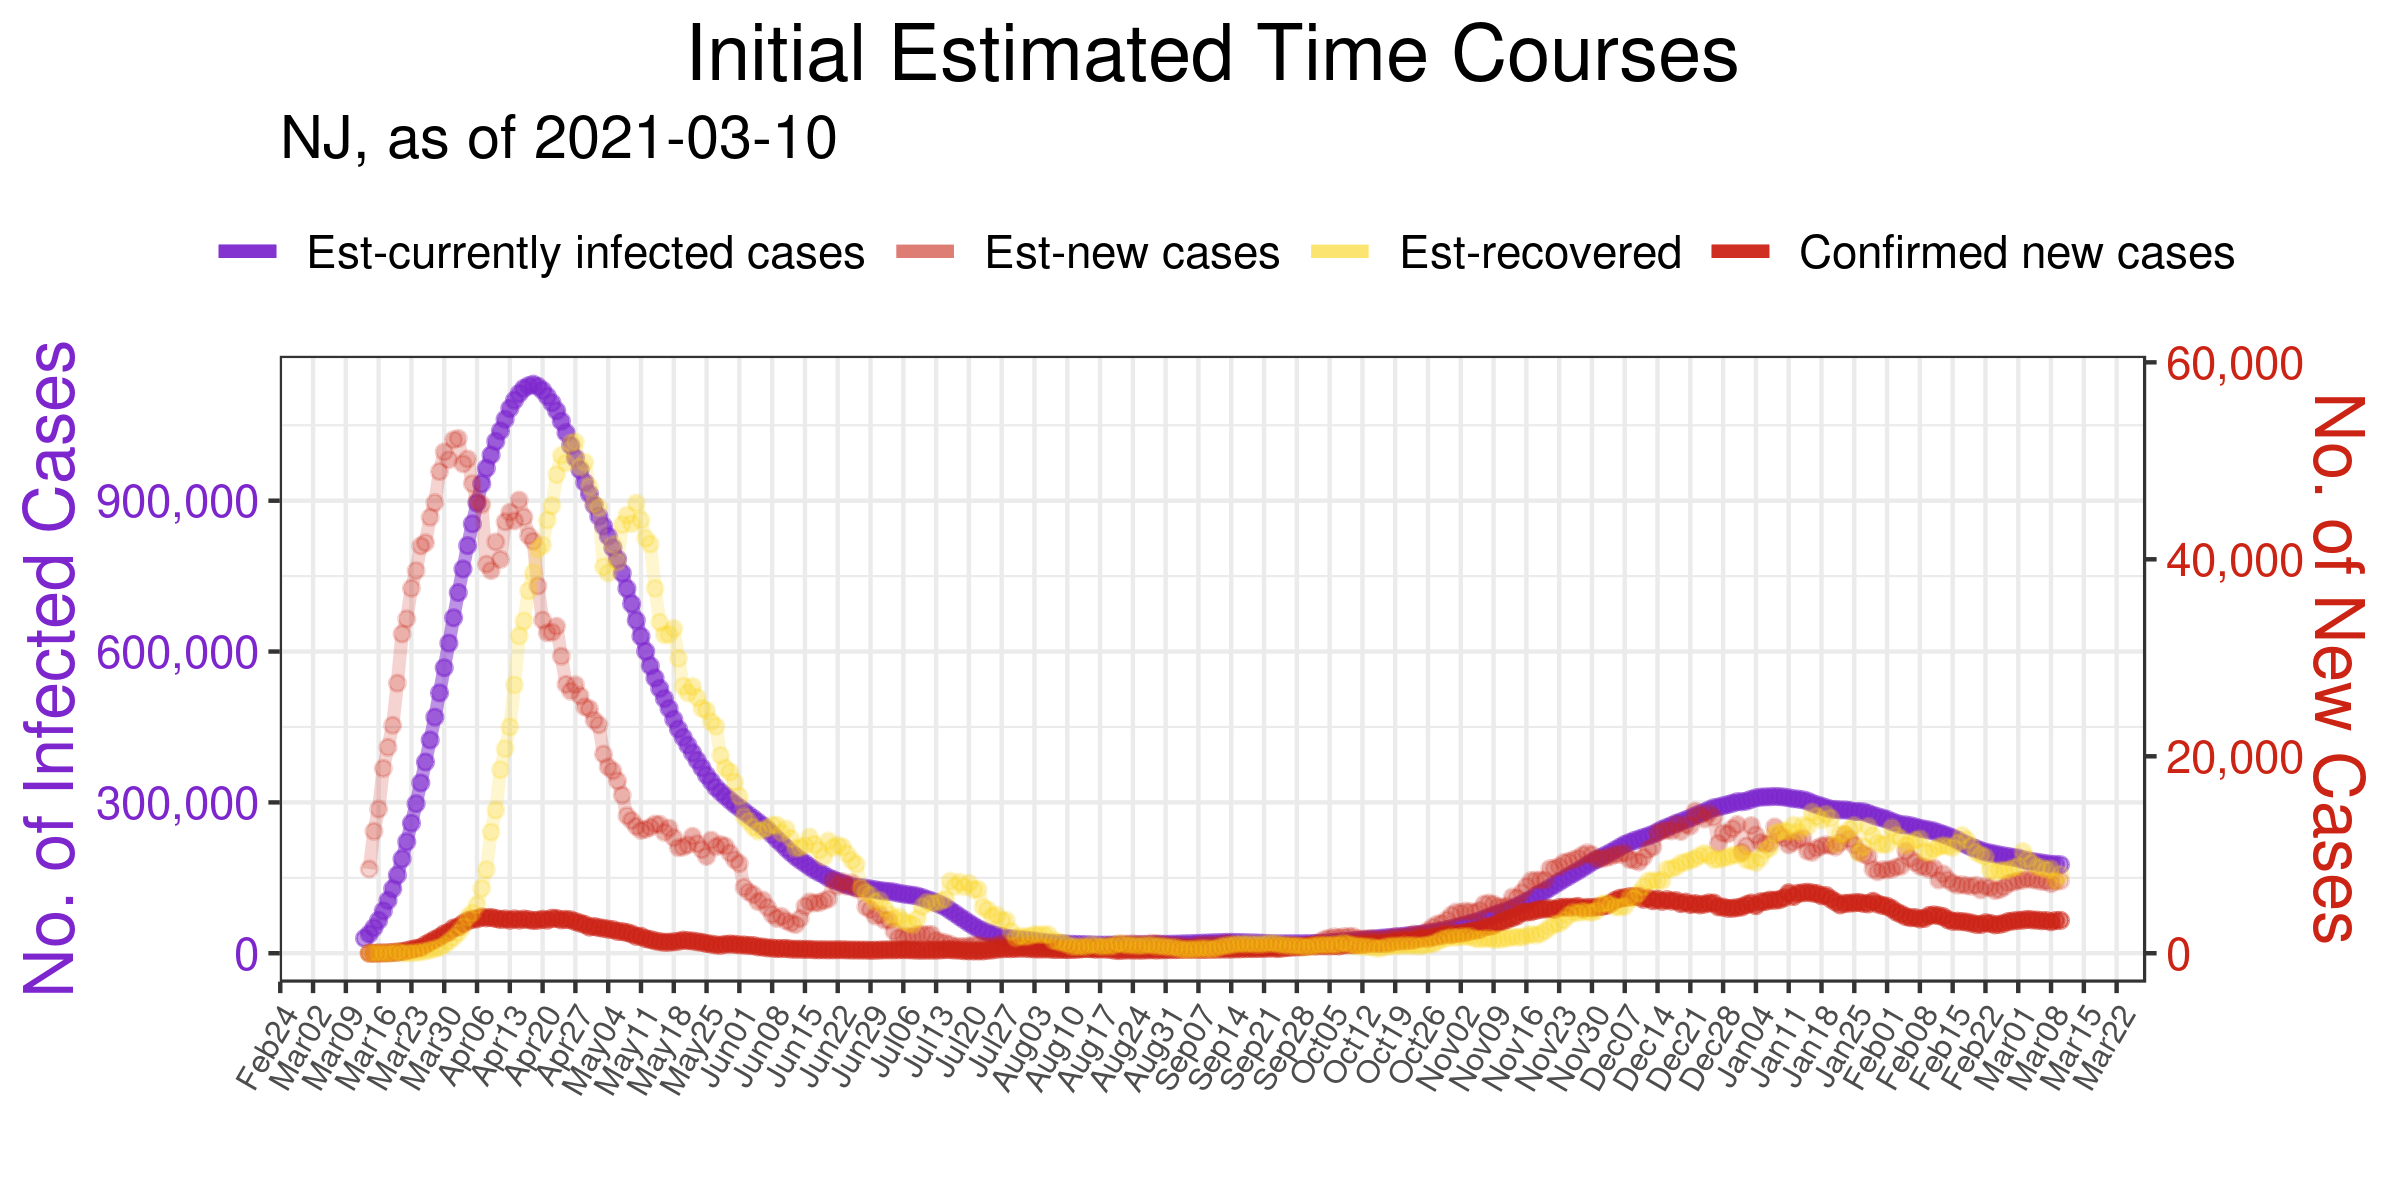 Initial Estimated Time Courses
NJ, as of 2021-03-10
Est-currently infected cases Est-new cases Est-recovered Confirmed new cases
No. of Infected Cases
900,000
600,000
300,000
0
60,000
40,000
20,000
0
No. of New Cases
Feb24 Mar02 Mar09 Mar16 Mar23 Mar30 Apr06 Apr13 Apr20 Apr27 May04 May11 May18 May25 Jun01 Jun08 Jun15 Jun22 Jun29 Jul06 Jul13 Jul20 Jul27 Aug03 Aug10 Aug17 Aug24 Aug31 Sep07 Sep14 Sep21 Sep28 Oct05 Oct12 Oct19 Oct26 Nov02 Nov09 Nov16 Nov23 Nov30 Dec07 Dec14 Dec21 Dec28 Jan04 Jan11 Jan18 Jan25 Feb01 Feb08 Feb15 Feb22 Mar01 Mar08 Mar15 Mar22